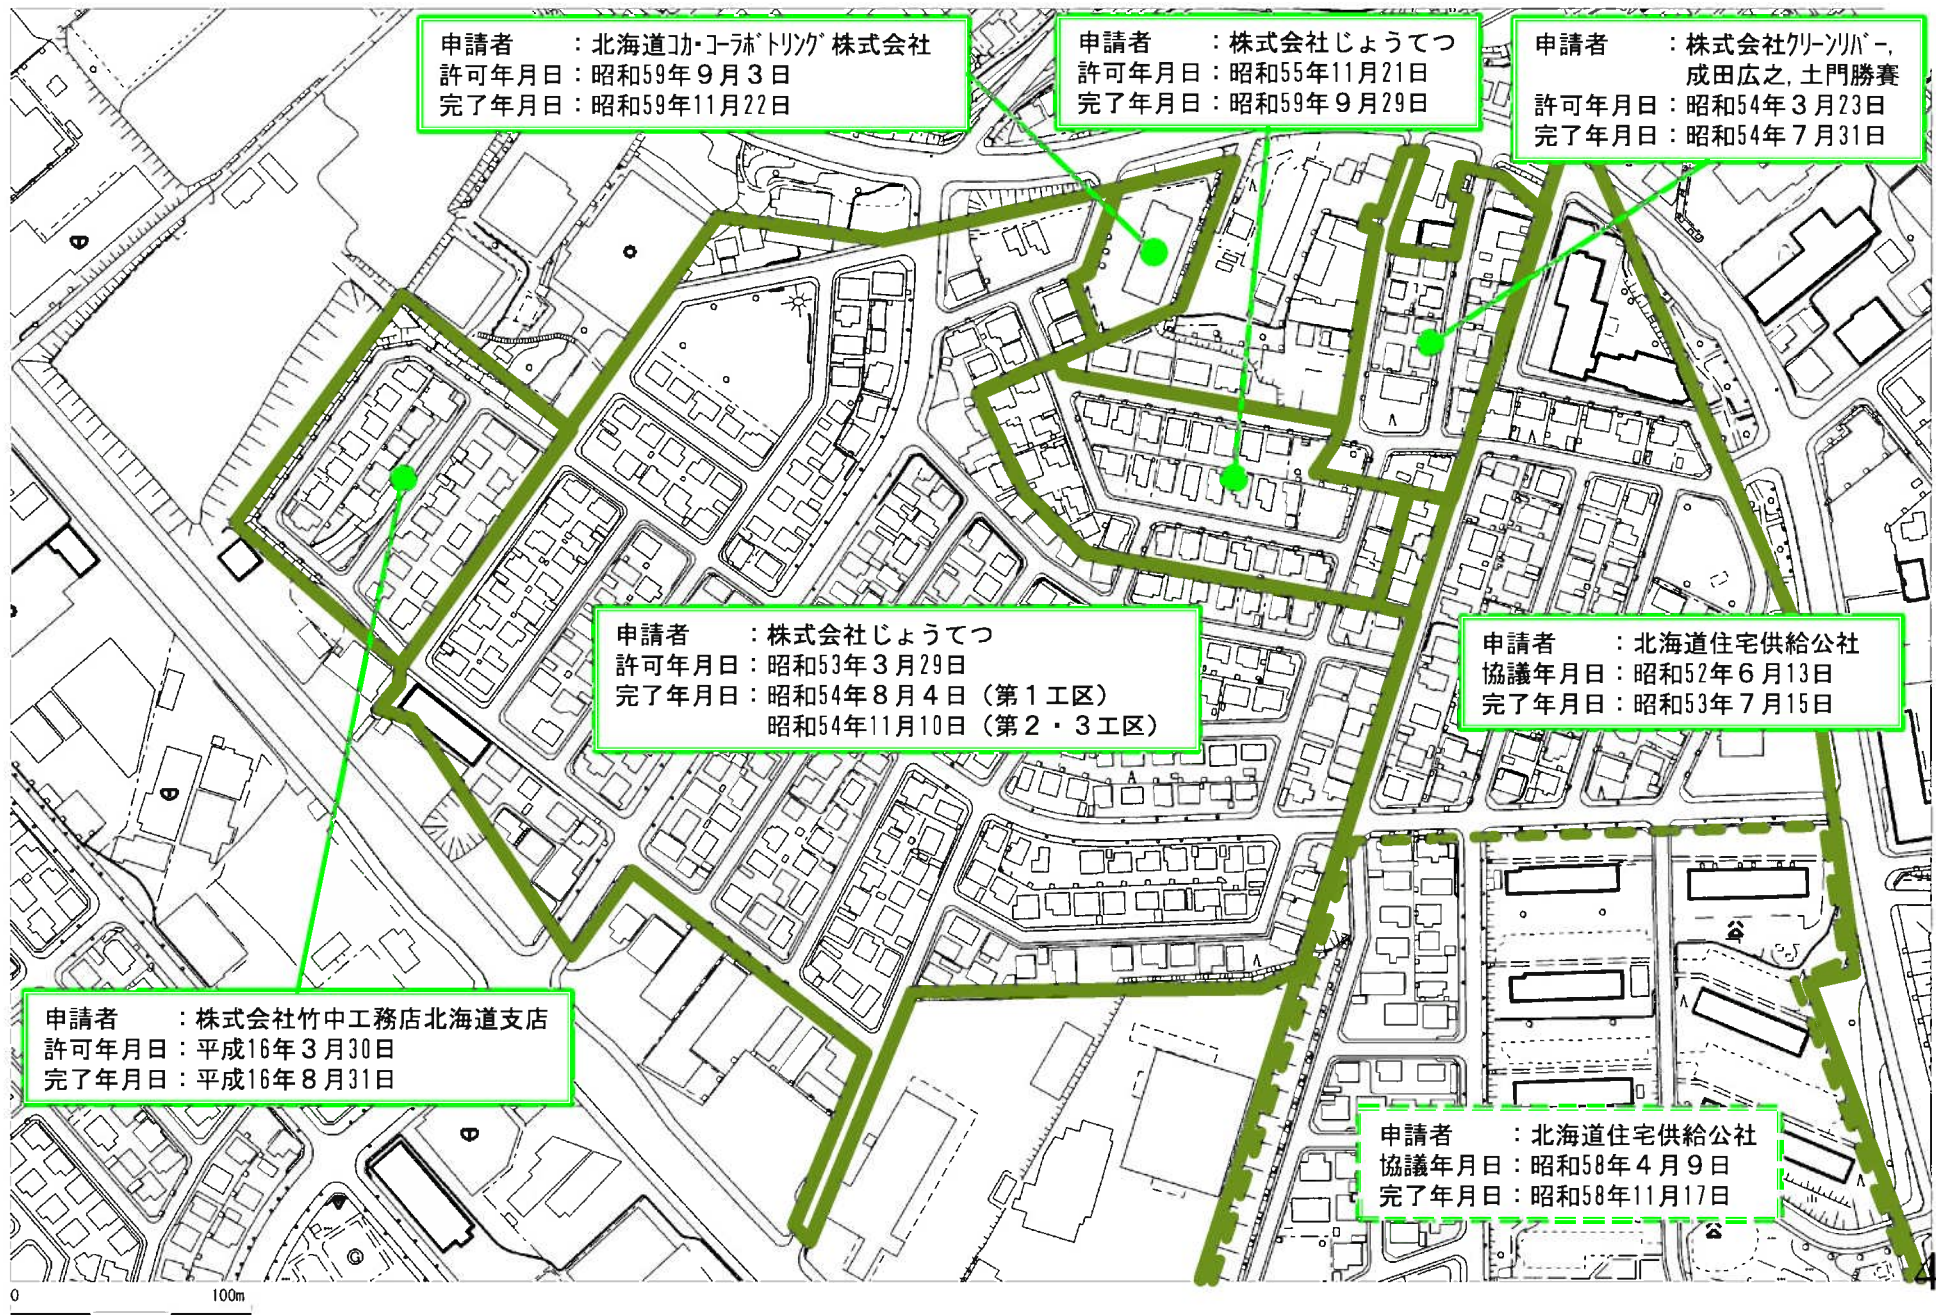 申請者　　：北海道コカ・コーラボトリング株式会社
許可年月日：昭和59年９月３日
完了年月日：昭和59年11月22日
申請者　　：株式会社じょうてつ
許可年月日：昭和55年11月21日
完了年月日：昭和59年９月29日
申請者　　：株式会社クリーンリバー,
成田広之,土門勝賽
許可年月日：昭和54年３月23日
完了年月日：昭和54年７月31日
申請者　　：株式会社じょうてつ
許可年月日：昭和53年３月29日
完了年月日：昭和54年８月４日（第１工区）
昭和54年11月10日（第２・３工区）
申請者　　：北海道住宅供給公社
協議年月日：昭和52年６月13日
完了年月日：昭和53年７月15日
申請者　　：株式会社竹中工務店北海道支店
許可年月日：平成16年３月30日
完了年月日：平成16年８月31日
申請者　　：北海道住宅供給公社
協議年月日：昭和58年４月９日
完了年月日：昭和58年11月17日
0 100m
4